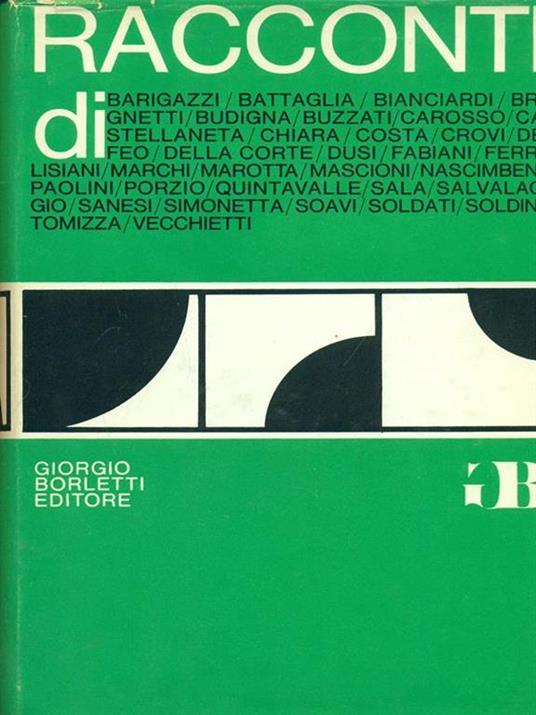 RACCONTI
di
BARIGAZZI/BATTAGLIA/BIANCIARDI/BR
GNETTI/BUDIGNA/BUZZATI/CAROSSO/CA
STELLANETA/CHIARA/COSTA/CROVI/DE
FEO/DELLA CORTE/DUSI/FABIANI/FERR
LISIANI/MARCHI/MAROTTA/MASCIONI/NASCIMBEN
PAOLINI/PORZIO/QUINTAVALLE/SALA/SALVALAG
GIO/SANESI/SIMONETTA/SOAVI/SOLDATI/SOLDIN
TOMIZZA/VECCHIETTI
GIORGIO
BORLETTI
EDITORE
GB